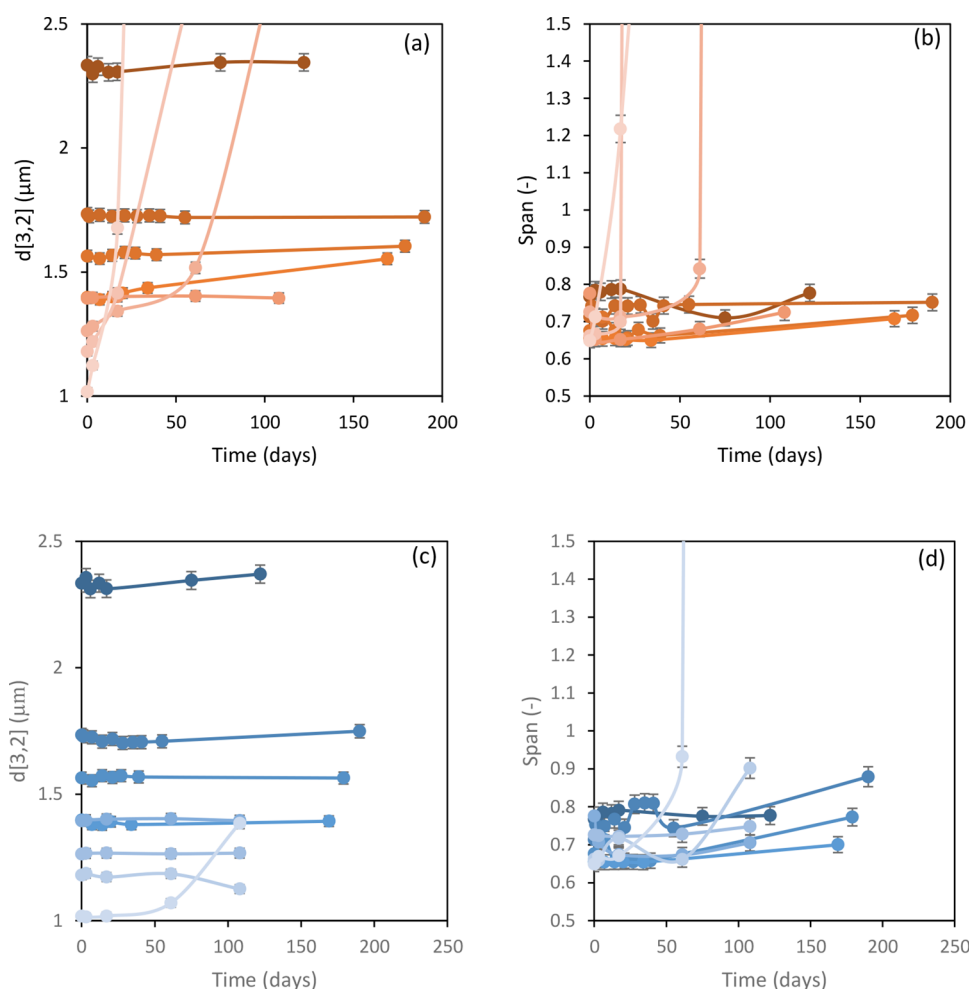 (a)
2.5
2
1.5
1
d[3,2] (μm)
0 50 100 150 200
Time (days)
(b)
1.5
1.4
1.3
1.2
1.1
1
0.9
0.8
0.7
0.6
0.5
Span (-)
0 50 100 150 200
Time (days)
(c)
2.5
2
1.5
1
d[3,2] (μm)
0 50 100 150 200 250
Time (days)
(d)
1.5
1.4
1.3
1.2
1.1
1
0.9
0.8
0.7
0.6
0.5
Span (-)
0 50 100 150 200 250
Time (days)